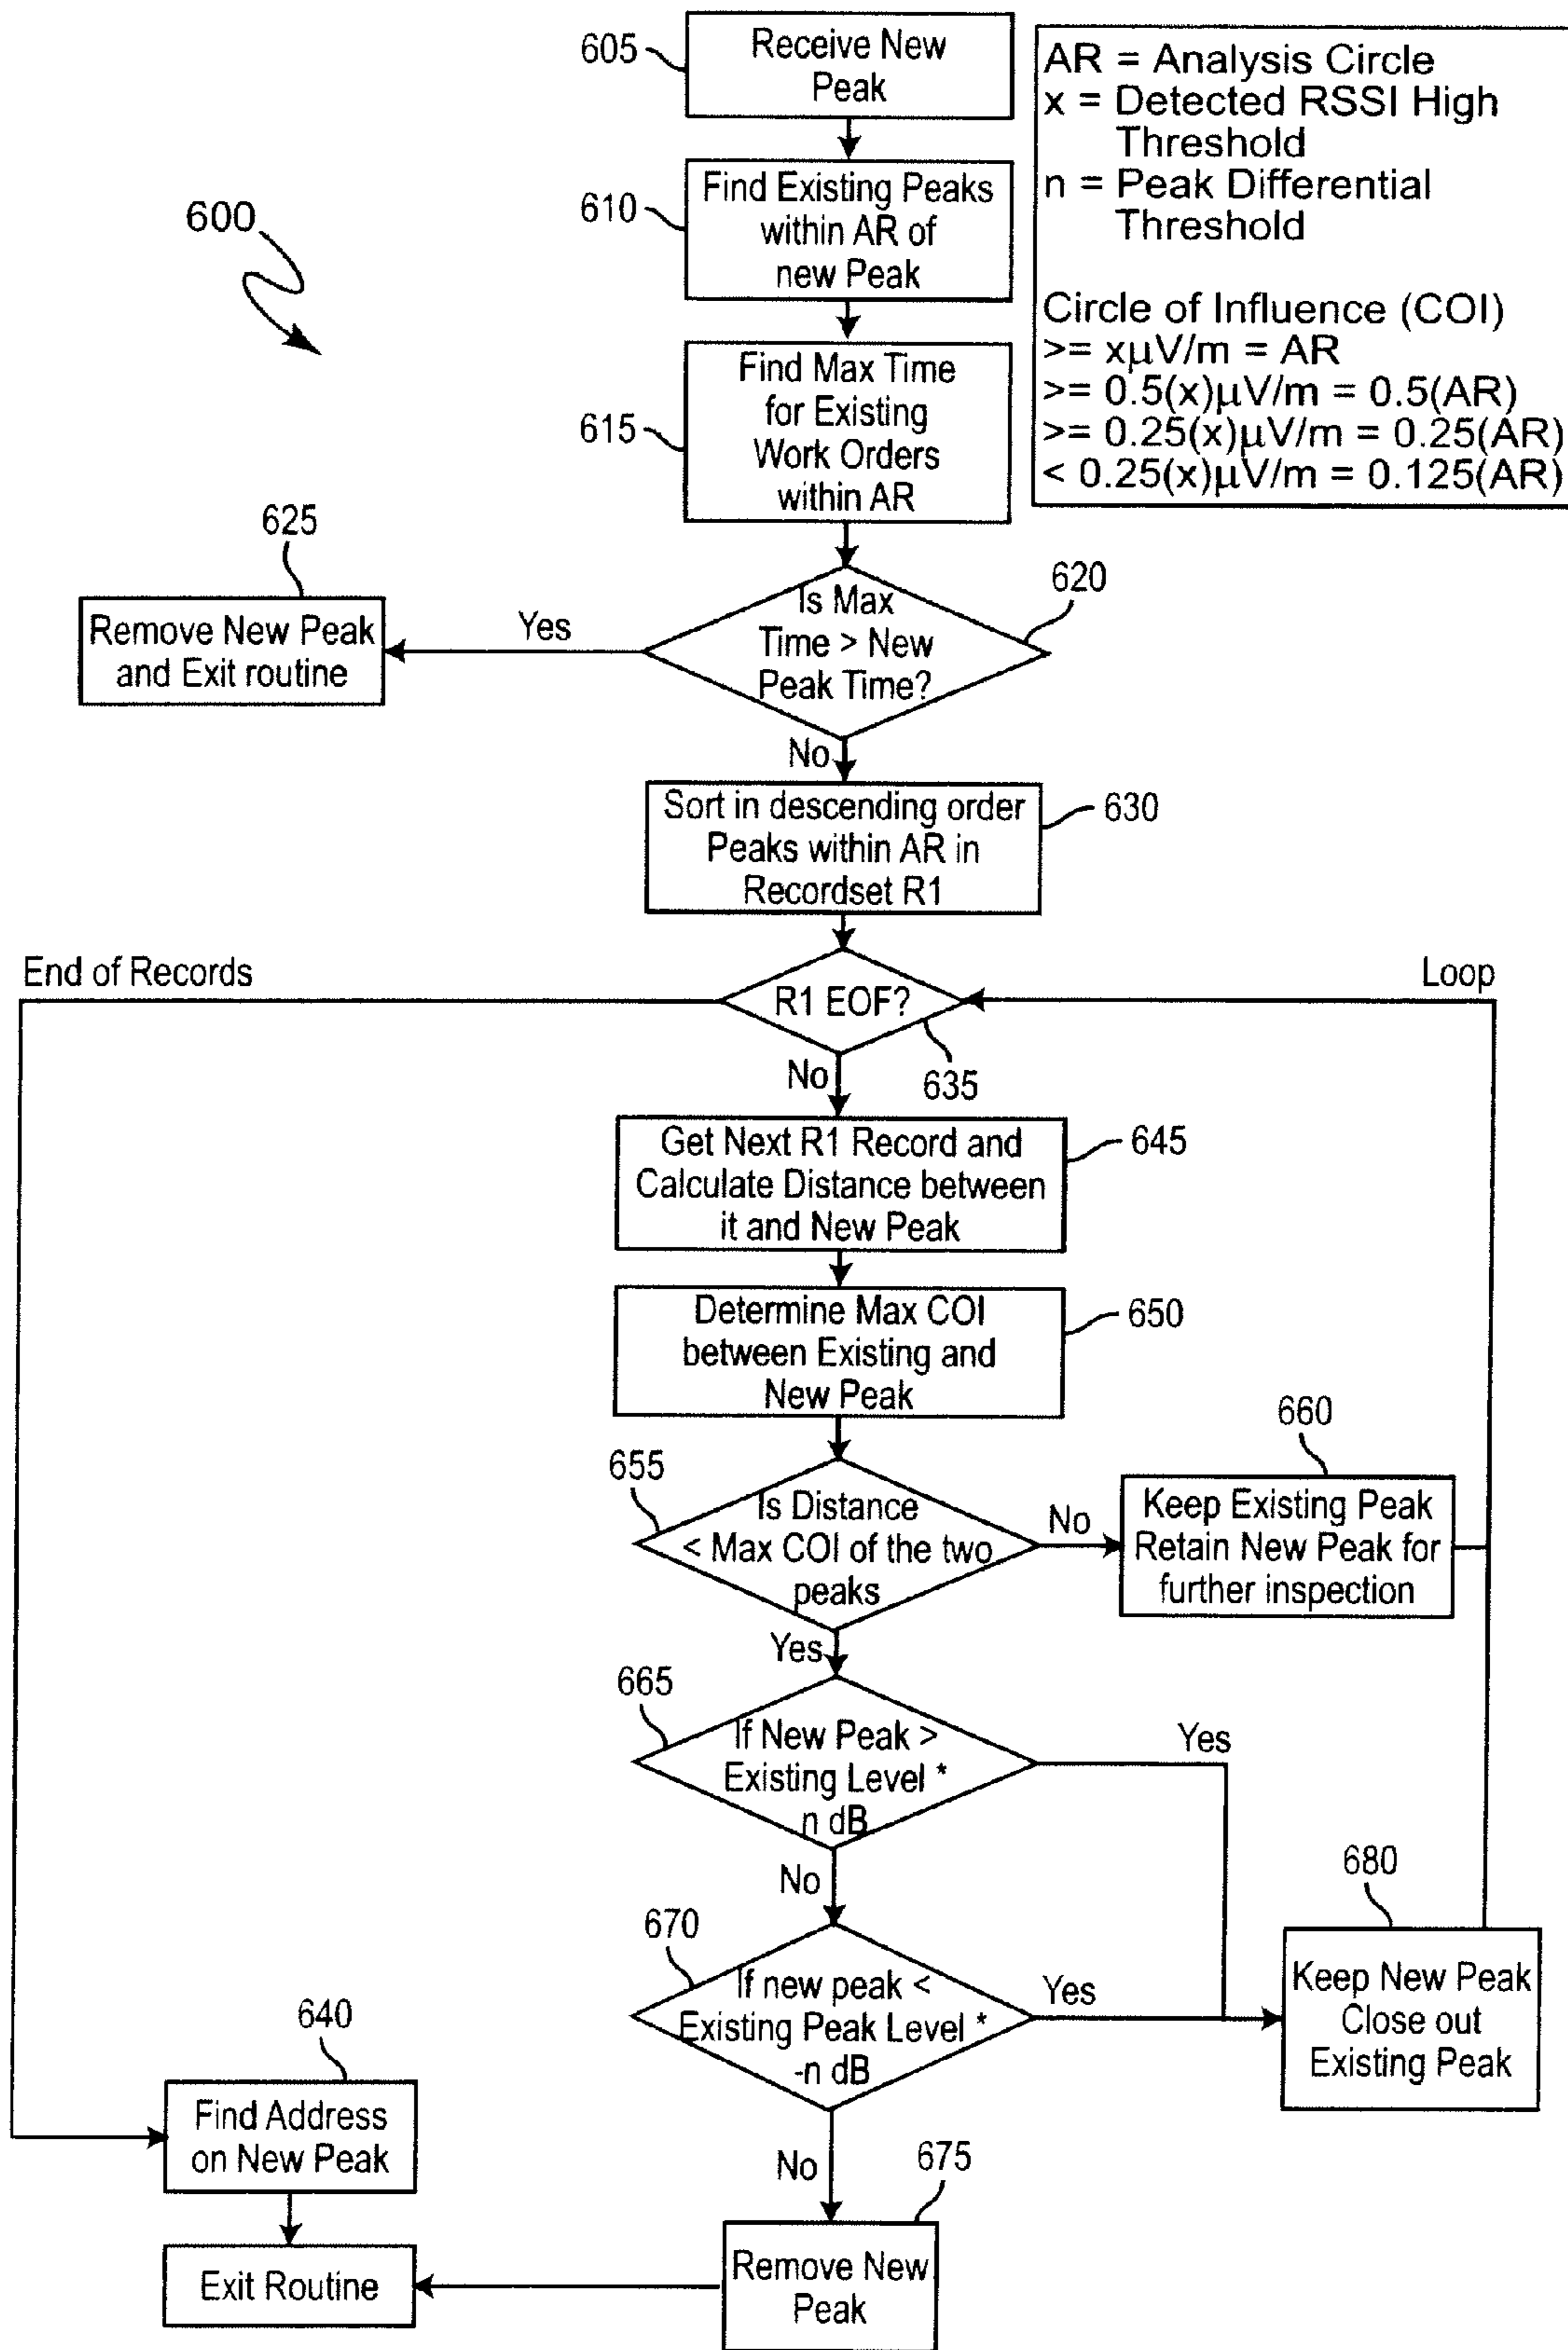 605
Receive New
Peak
AR = Analysis Circle
x = Detected RSSI High
Threshold
n = Peak Differential
Threshold
Circle of Influence (COI)
>= xµV/m = AR
>= 0.5(x)µV/m = 0.5(AR)
>= 0.25(x)µV/m = 0.25(AR)
< 0.25(x)µV/m = 0.125(AR)
600
610
Find Existing Peaks
within AR of
new Peak
615
Find Max Time
for Existing
Work Orders
within AR
625
Remove New Peak
and Exit routine
Yes
620
Is Max
Time > New
Peak Time?
No
630
Sort in descending order
Peaks within AR in
Recordset R1
End of Records
R1 EOF?
Loop
635
No
645
Get Next R1 Record and
Calculate Distance between
it and New Peak
650
Determine Max COI
between Existing and
New Peak
655
Is Distance
< Max COI of the two
peaks
No
660
Keep Existing Peak
Retain New Peak for
further inspection
Yes
665
If New Peak >
Existing Level *
n dB
Yes
No
670
If new peak <
Existing Peak Level *
-n dB
Yes
680
Keep New Peak
Close out
Existing Peak
640
Find Address
on New Peak
No
675
Remove New
Peak
Exit Routine